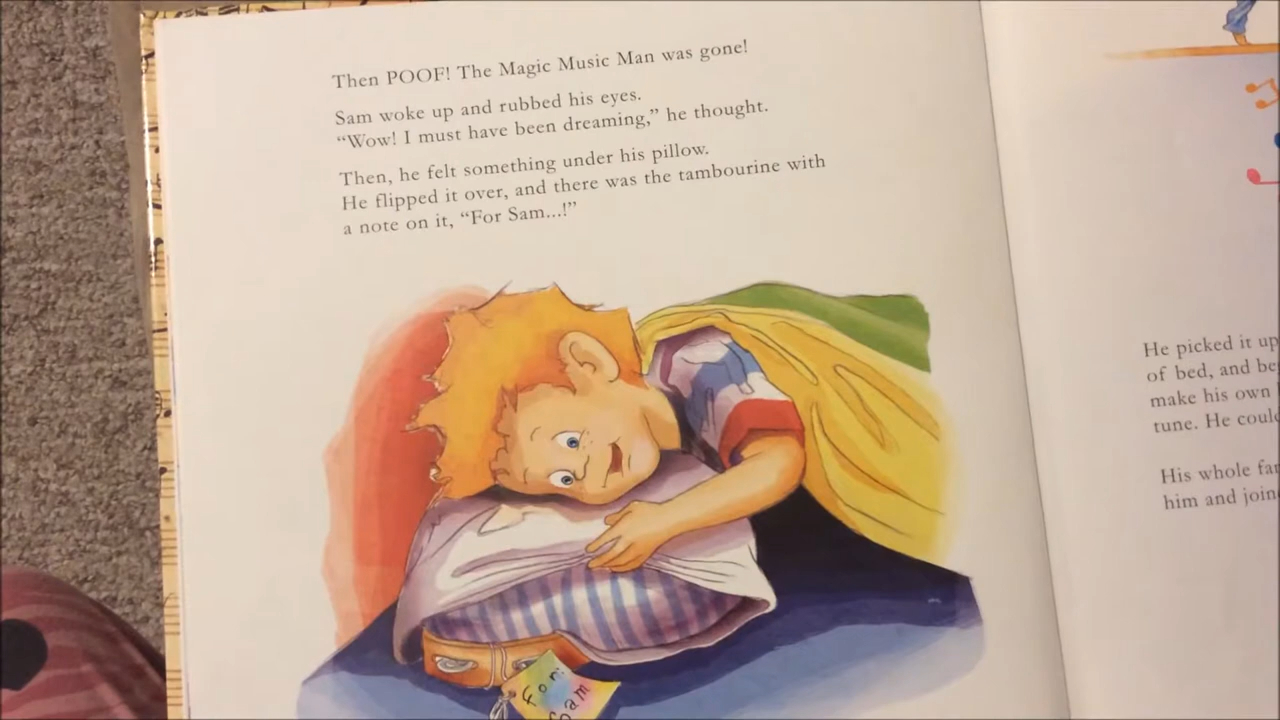 Then POOF! The Magic Music Man was gone!
Sam woke up and rubbed his eyes.
“Wow! I must have been dreaming,” he thought.
Then, he felt something under his pillow.
He flipped it over, and there was the tambourine with
a note on it, “For Sam...!”
For:
Sam
He picked it up
of bed, and
make his own
tune. He
His whole
him and